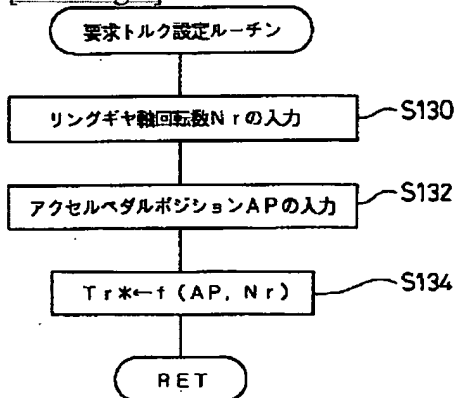 要求トルク設定ルーチン
リングギヤ軸回転数Nrの入力
S130
アクセルペダルポジションAPの入力
S132
Tr*←f(AP, Nr)
S134
RET